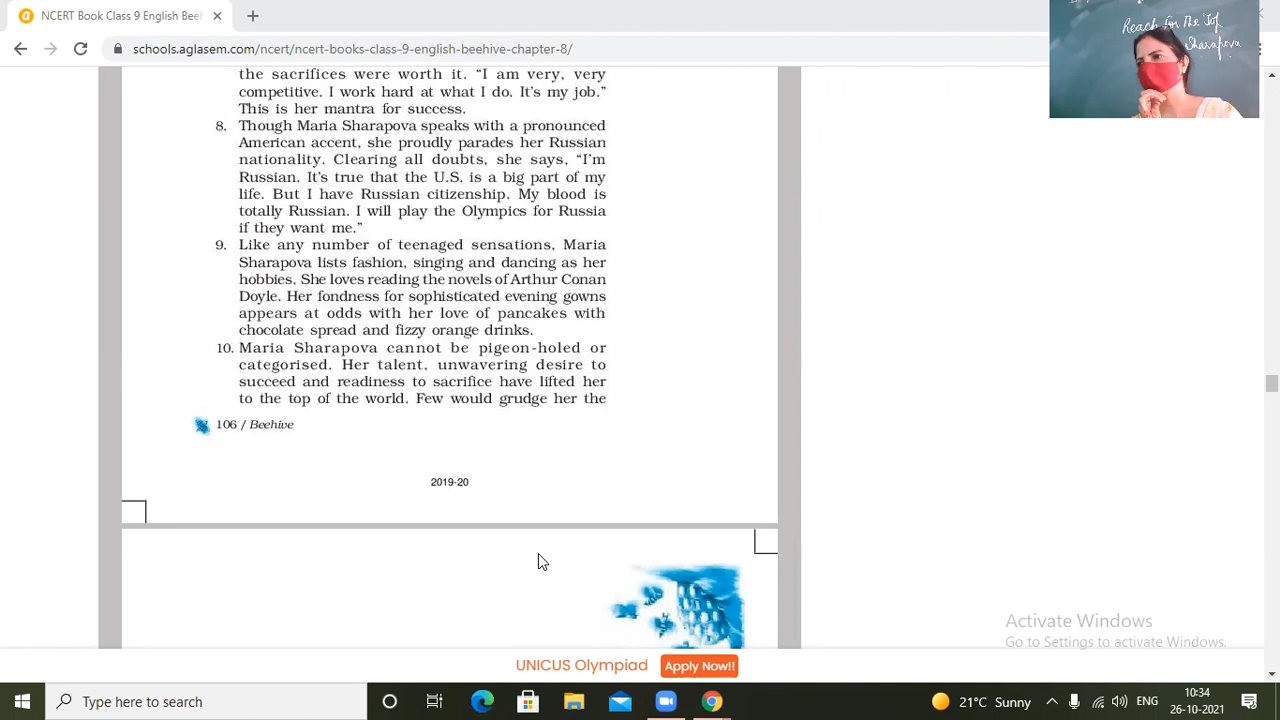 NCERT Book Class 9 English Beeh
schools.aglasem.com/ncert/ncert-books-class-9-english-beehive-chapter-8/
Reach For The Top
Sharapova
the sacrifices were worth it. “I am very, very
competitive. I work hard at what I do. It’s my job.”
This is her mantra for success.
8. Though Maria Sharapova speaks with a pronounced
American accent, she proudly parades her Russian
nationality. Clearing all doubts, she says, “I’m
Russian. It’s true that the U.S. is a big part of my
life. But I have Russian citizenship. My blood is
totally Russian. I will play the Olympics for Russia
if they want me.”
9. Like any number of teenaged sensations, Maria
Sharapova lists fashion, singing and dancing as her
hobbies. She loves reading the novels of Arthur Conan
Doyle. Her fondness for sophisticated evening gowns
appears at odds with her love of pancakes with
chocolate spread and fizzy orange drinks.
10. Maria Sharapova cannot be pigeon-holed or
categorised. Her talent, unwavering desire to
succeed and readiness to sacrifice have lifted her
to the top of the world. Few would grudge her the
106 / Beehive
2019-20
Activate Windows
Go to Settings to activate Windows.
UNICUS Olympiad Apply Now!!
Type here to search
21°C Sunny
ENG
10:34
26-10-2021